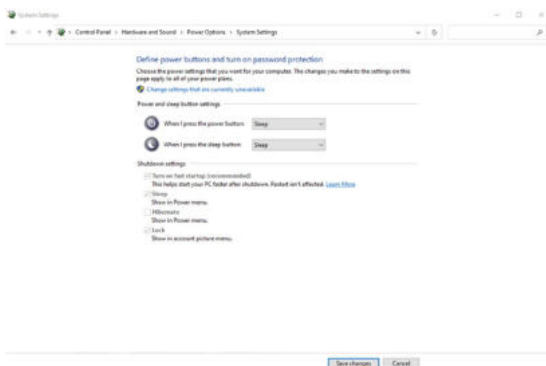 System Settings
Control Panel > Hardware and Sound > Power Options > System Settings
Define power buttons and turn on password protection
Choose the power settings that you want for your computer. The changes you make to the settings on this
page apply to all of your power plans.
Change settings that are currently unavailable
Power and sleep button settings
When I press the power button: Sleep
When I press the sleep button: Sleep
Shutdown settings
Turn on fast startup (recommended)
This helps start your PC faster after shutdown. Restart isn't affected. Learn More
Sleep
Show in Power menu.
Hibernate
Show in Power menu.
Lock
Show in account picture menu.
Save changes Cancel